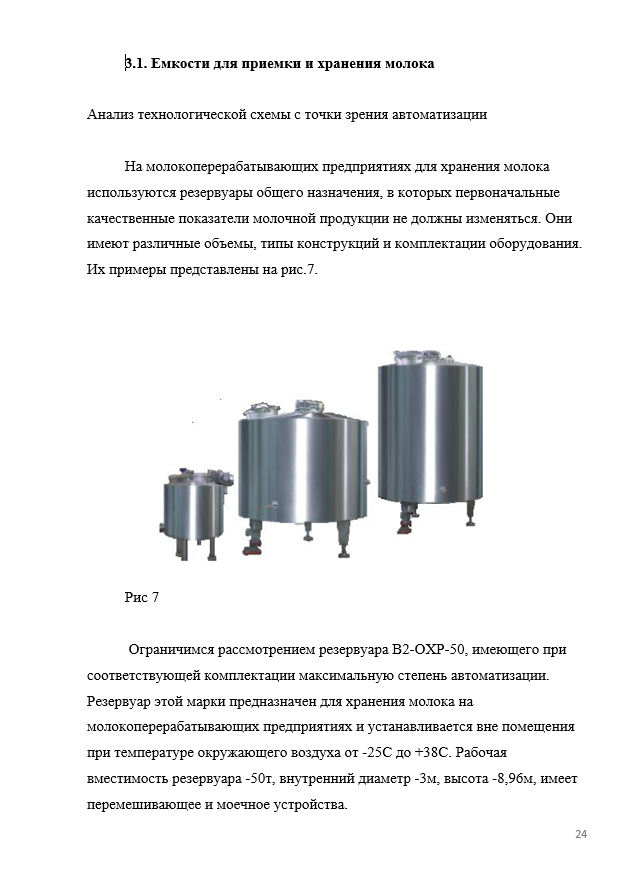 3.1. Емкости для приемки и хранения молока
Анализ технологической схемы с точки зрения автоматизации
На молокоперерабатывающих предприятиях для хранения молока
используются резервуары общего назначения, в которых первоначальные
качественные показатели молочной продукции не должны изменяться. Они
имеют различные объемы, типы конструкций и комплектации оборудования.
Их примеры представлены на рис.7.
Рис 7
Ограничимся рассмотрением резервуара В2-ОХР-50, имеющего при
соответствующей комплектации максимальную степень автоматизации.
Резервуар этой марки предназначен для хранения молока на
молокоперерабатывающих предприятиях и устанавливается вне помещения
при температуре окружающего воздуха от -25С до +38С. Рабочая
вместимость резервуара -50т, внутренний диаметр -3м, высота -8,96м, имеет
перемешивающее и моечное устройства.
24